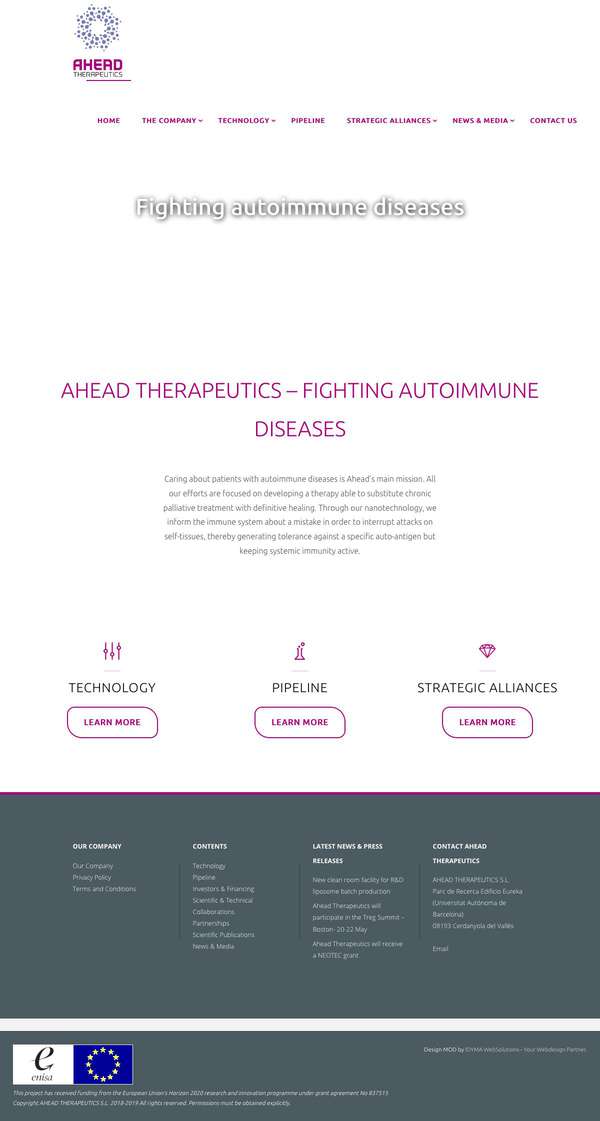 AHEAD
THERAPEUTICS
HOME THE COMPANY TECHNOLOGY PIPELINE STRATEGIC ALLIANCES NEWS & MEDIA CONTACT US
Fighting autoimmune diseases
AHEAD THERAPEUTICS – FIGHTING AUTOIMMUNE
DISEASES
Caring about patients with autoimmune diseases is Ahead's main mission. All
our efforts are focused on developing a therapy able to substitute chronic
palliative treatment with definitive healing. Through our nanotechnology, we
inform the immune system about a mistake in order to interrupt attacks on
self-tissues, thereby generating tolerance against a specific auto-antigen but
keeping systemic immunity active.
TECHNOLOGY
LEARN MORE
PIPELINE
LEARN MORE
STRATEGIC ALLIANCES
LEARN MORE
OUR COMPANY
Our Company
Privacy Policy
Terms and Conditions
CONTENTS
Technology
Pipeline
Investors & Financing
Scientific & Technical
Collaborations
Partnerships
Scientific Publications
News & Media
LATEST NEWS & PRESS
RELEASES
New clean room facility for R&D
liposome batch production
Ahead Therapeutics will
participate in the Treg Summit –
Boston- 20-22 May
Ahead Therapeutics will receive
a NEOTEC grant
CONTACT AHEAD
THERAPEUTICS
AHEAD THERAPEUTICS S.L.
Parc de Recerca Edificio Eureka
(Universitat Autònoma de
Barcelona)
08193 Cerdanyola del Vallès
Email
e
enisa
Design MOD by IDYMA WebSolutions - Your Webdesign Partner.
This project has received funding from the European Union's Horizon 2020 research and innovation programme under grant agreement No 837515
Copyright AHEAD THERAPEUTICS S.L. 2018-2019 All rights reserved. Permissions must be obtained explicitly.